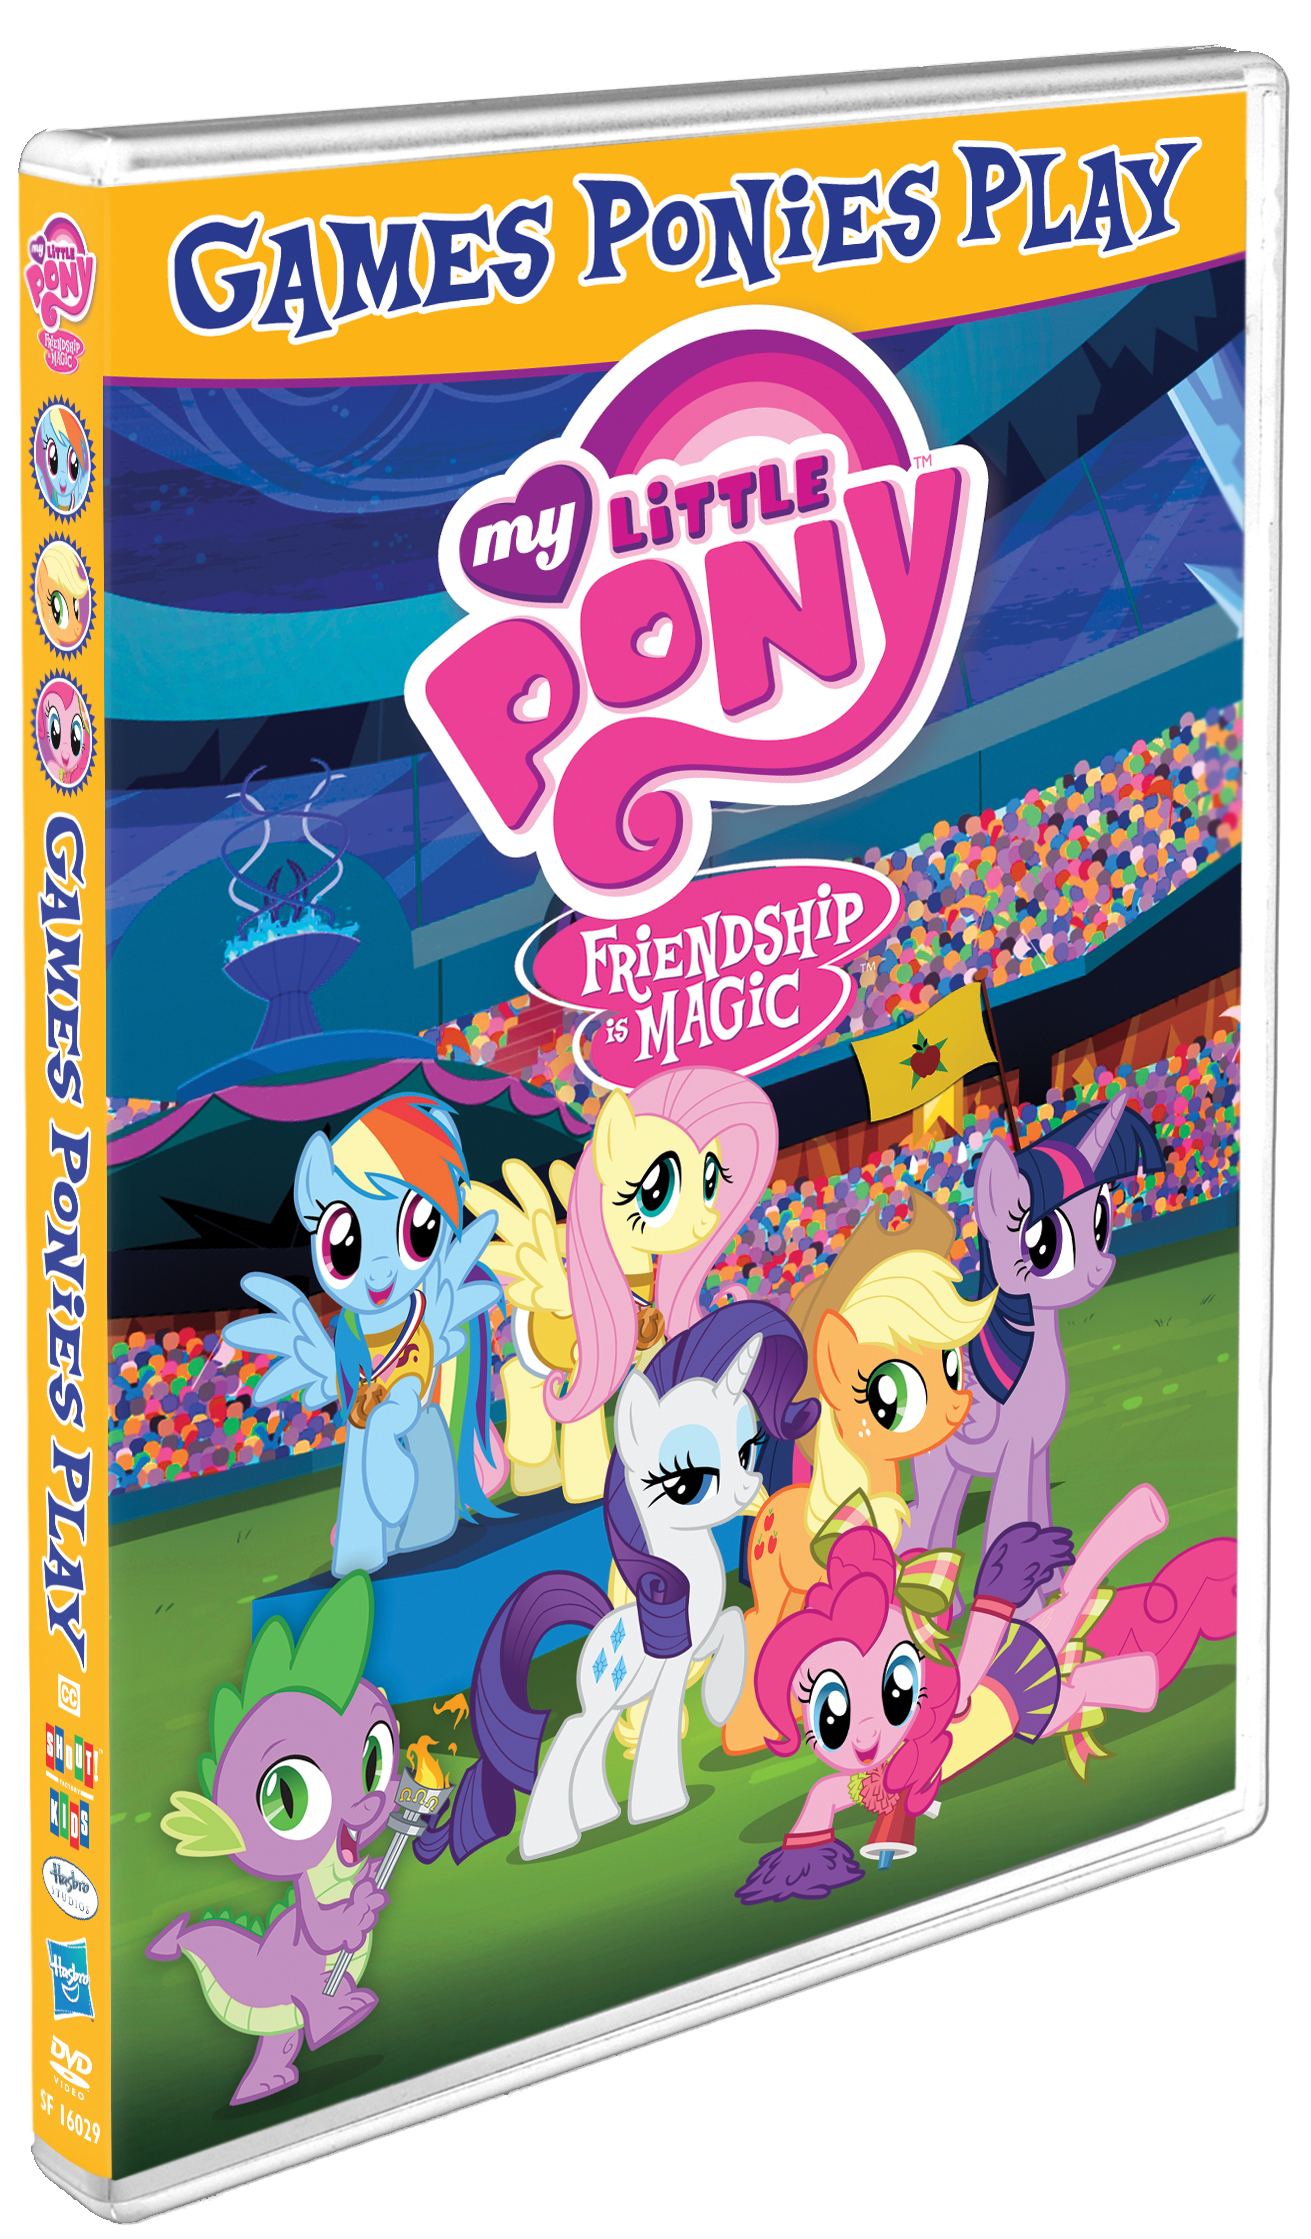 GAMES PONIES PLAY
my LiTTLE PONY TM
FRiENDSHiP
is MAGiC TM
my LiTTLE PONY
FRiENDSHiP is MAGiC
GAMES PONIES PLAY
CC
SHOUT!
FACTORY
KIDS
Hasbro
STUDIOS
Hasbro
DVD
VIDEO
SF 16029